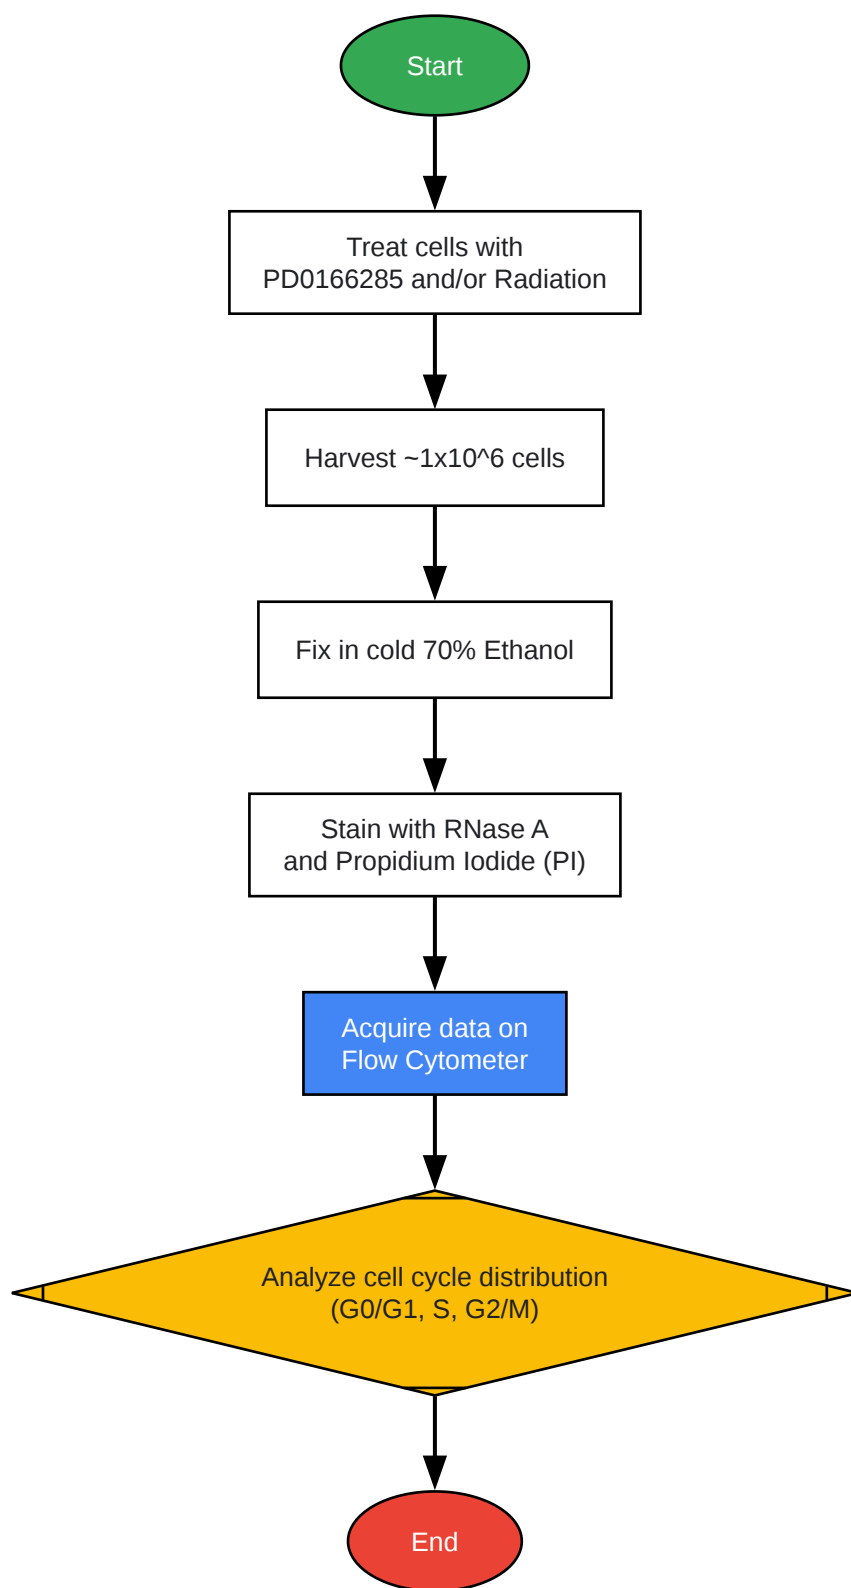 Start
Treat cells with
PD0166285 and/or Radiation
Harvest ~1x10^6 cells
Fix in cold 70% Ethanol
Stain with RNase A
and Propidium Iodide (PI)
Acquire data on
Flow Cytometer
Analyze cell cycle distribution
(G0/G1, S, G2/M)
End